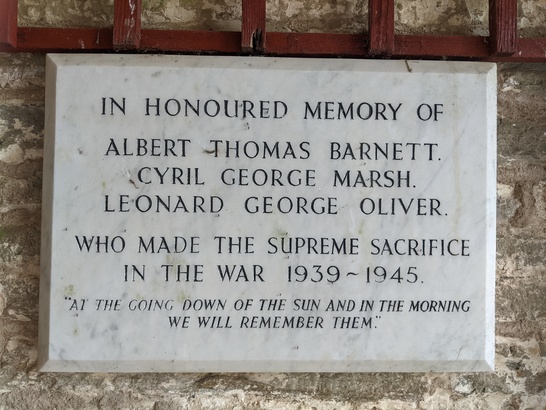 IN HONOURED MEMORY OF
ALBERT THOMAS BARNETT.
CYRIL GEORGE MARSH.
LEONARD GEORGE OLIVER.
WHO MADE THE SUPREME SACRIFICE
IN THE WAR 1939~1945.
"AT THE GOING DOWN OF THE SUN AND IN THE MORNING
WE WILL REMEMBER THEM."